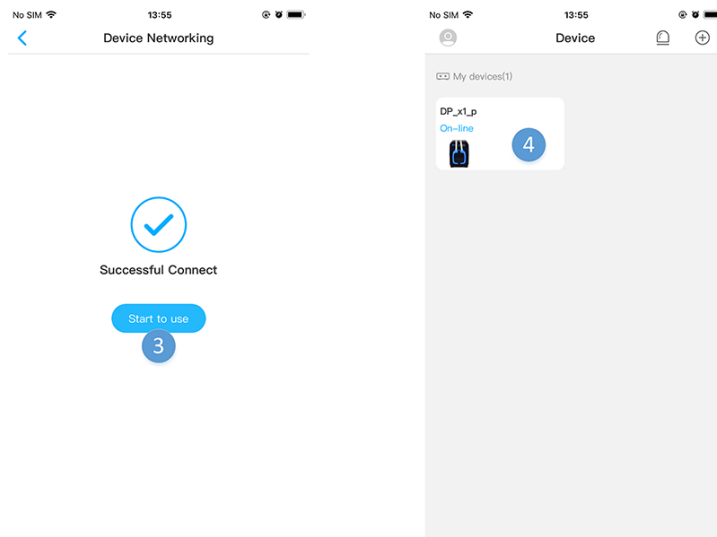 No SIM 13:55
Device Networking
Successful Connect
Start to use
3
No SIM 13:55
Device
My devices(1)
DP_x1_p
On-line
4